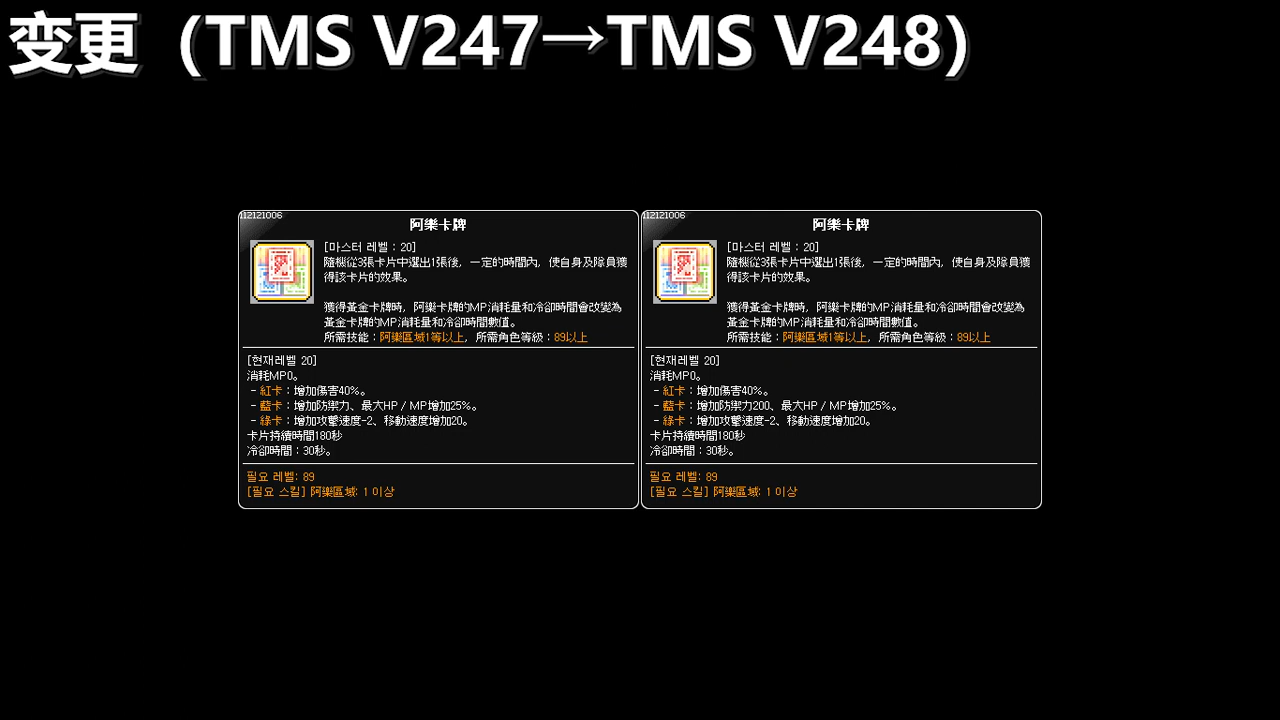 变更（TMS V247→TMS V248）
112121006
阿樂卡牌
[마스터 레벨 : 20]
隨機從3張卡片中選出1張後，一定的時間內，使自身及隊員獲
得該卡片的效果。
獲得黃金卡牌時，阿樂卡牌的MP消耗量和冷卻時間會改變為
黃金卡牌的MP消耗量和冷卻時間數值。
所需技能：阿樂區域1等以上，所需角色等級：89以上
[현재레벨 20]
消耗MP0。
- 紅卡：增加傷害40%。
- 藍卡：增加防禦力、最大HP / MP增加25%。
- 綠卡：增加攻擊速度-2、移動速度增加20。
卡片持續時間180秒
冷卻時間：30秒。
필요 레벨: 89
[필요 스킬] 阿樂區域: 1 이상
112121006
阿樂卡牌
[마스터 레벨 : 20]
隨機從3張卡片中選出1張後，一定的時間內，使自身及隊員獲
得該卡片的效果。
獲得黃金卡牌時，阿樂卡牌的MP消耗量和冷卻時間會改變為
黃金卡牌的MP消耗量和冷卻時間數值。
所需技能：阿樂區域1等以上，所需角色等級：89以上
[현재레벨 20]
消耗MP0。
- 紅卡：增加傷害40%。
- 藍卡：增加防禦力200、最大HP / MP增加25%。
- 綠卡：增加攻擊速度-2、移動速度增加20。
卡片持續時間180秒
冷卻時間：30秒。
필요 레벨: 89
[필요 스킬] 阿樂區域: 1 이상